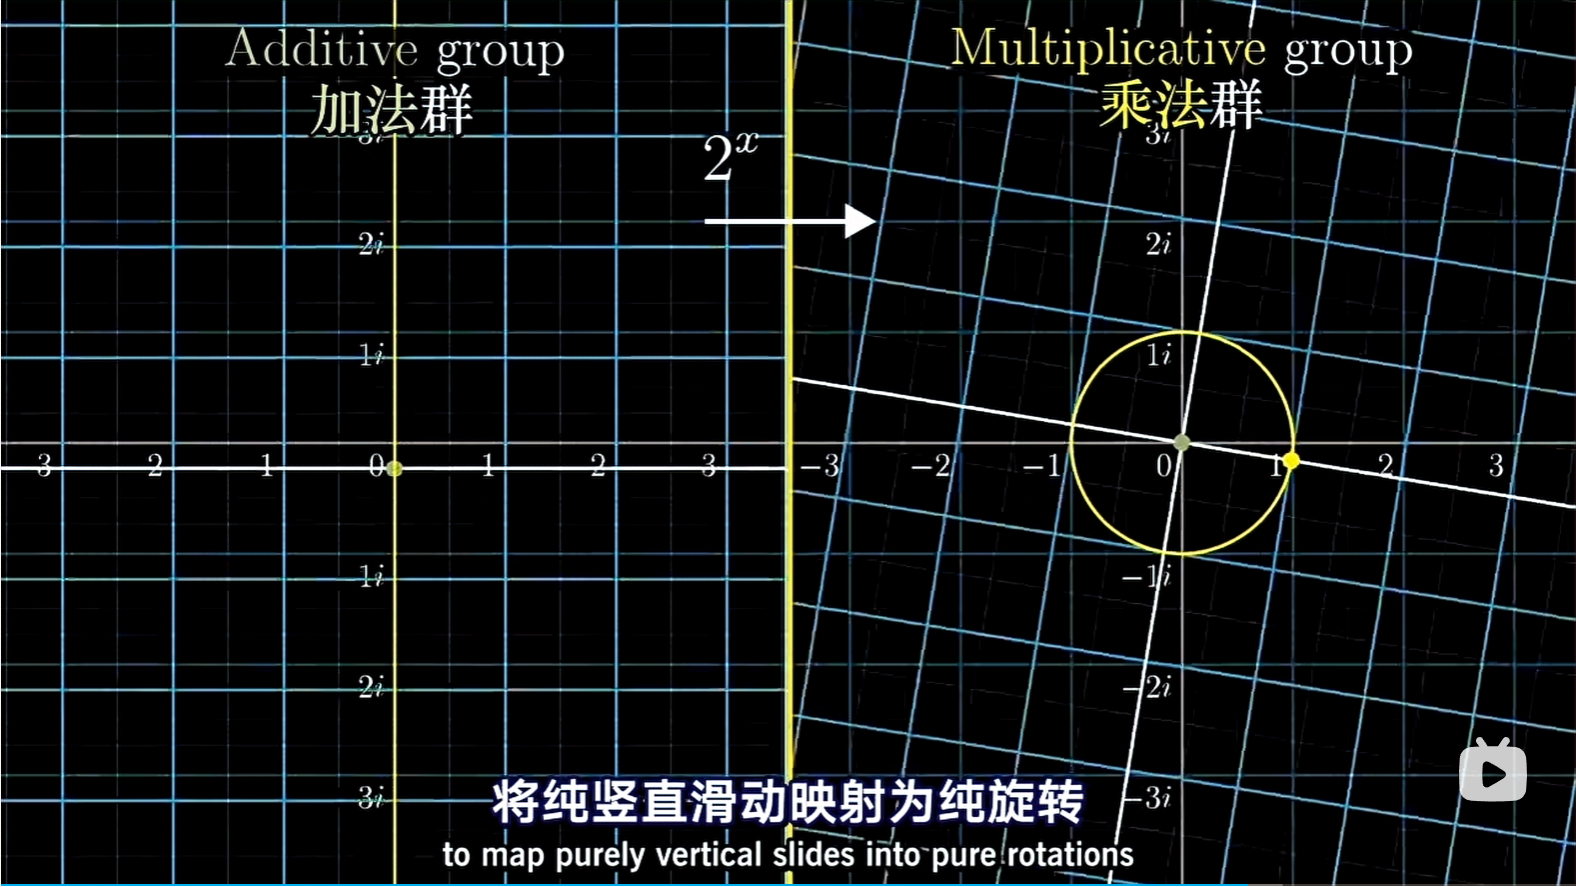 Additive group
加法群
Multiplicative group
乘法群
2^x
3i
2i
1i
3 2 1 0 1 2 3
1i
2i
3i
3i
2i
1i
−3 −2 −1 0 1 2 3
−1i
−2i
−3i
将纯竖直滑动映射为纯旋转
to map purely vertical slides into pure rotations